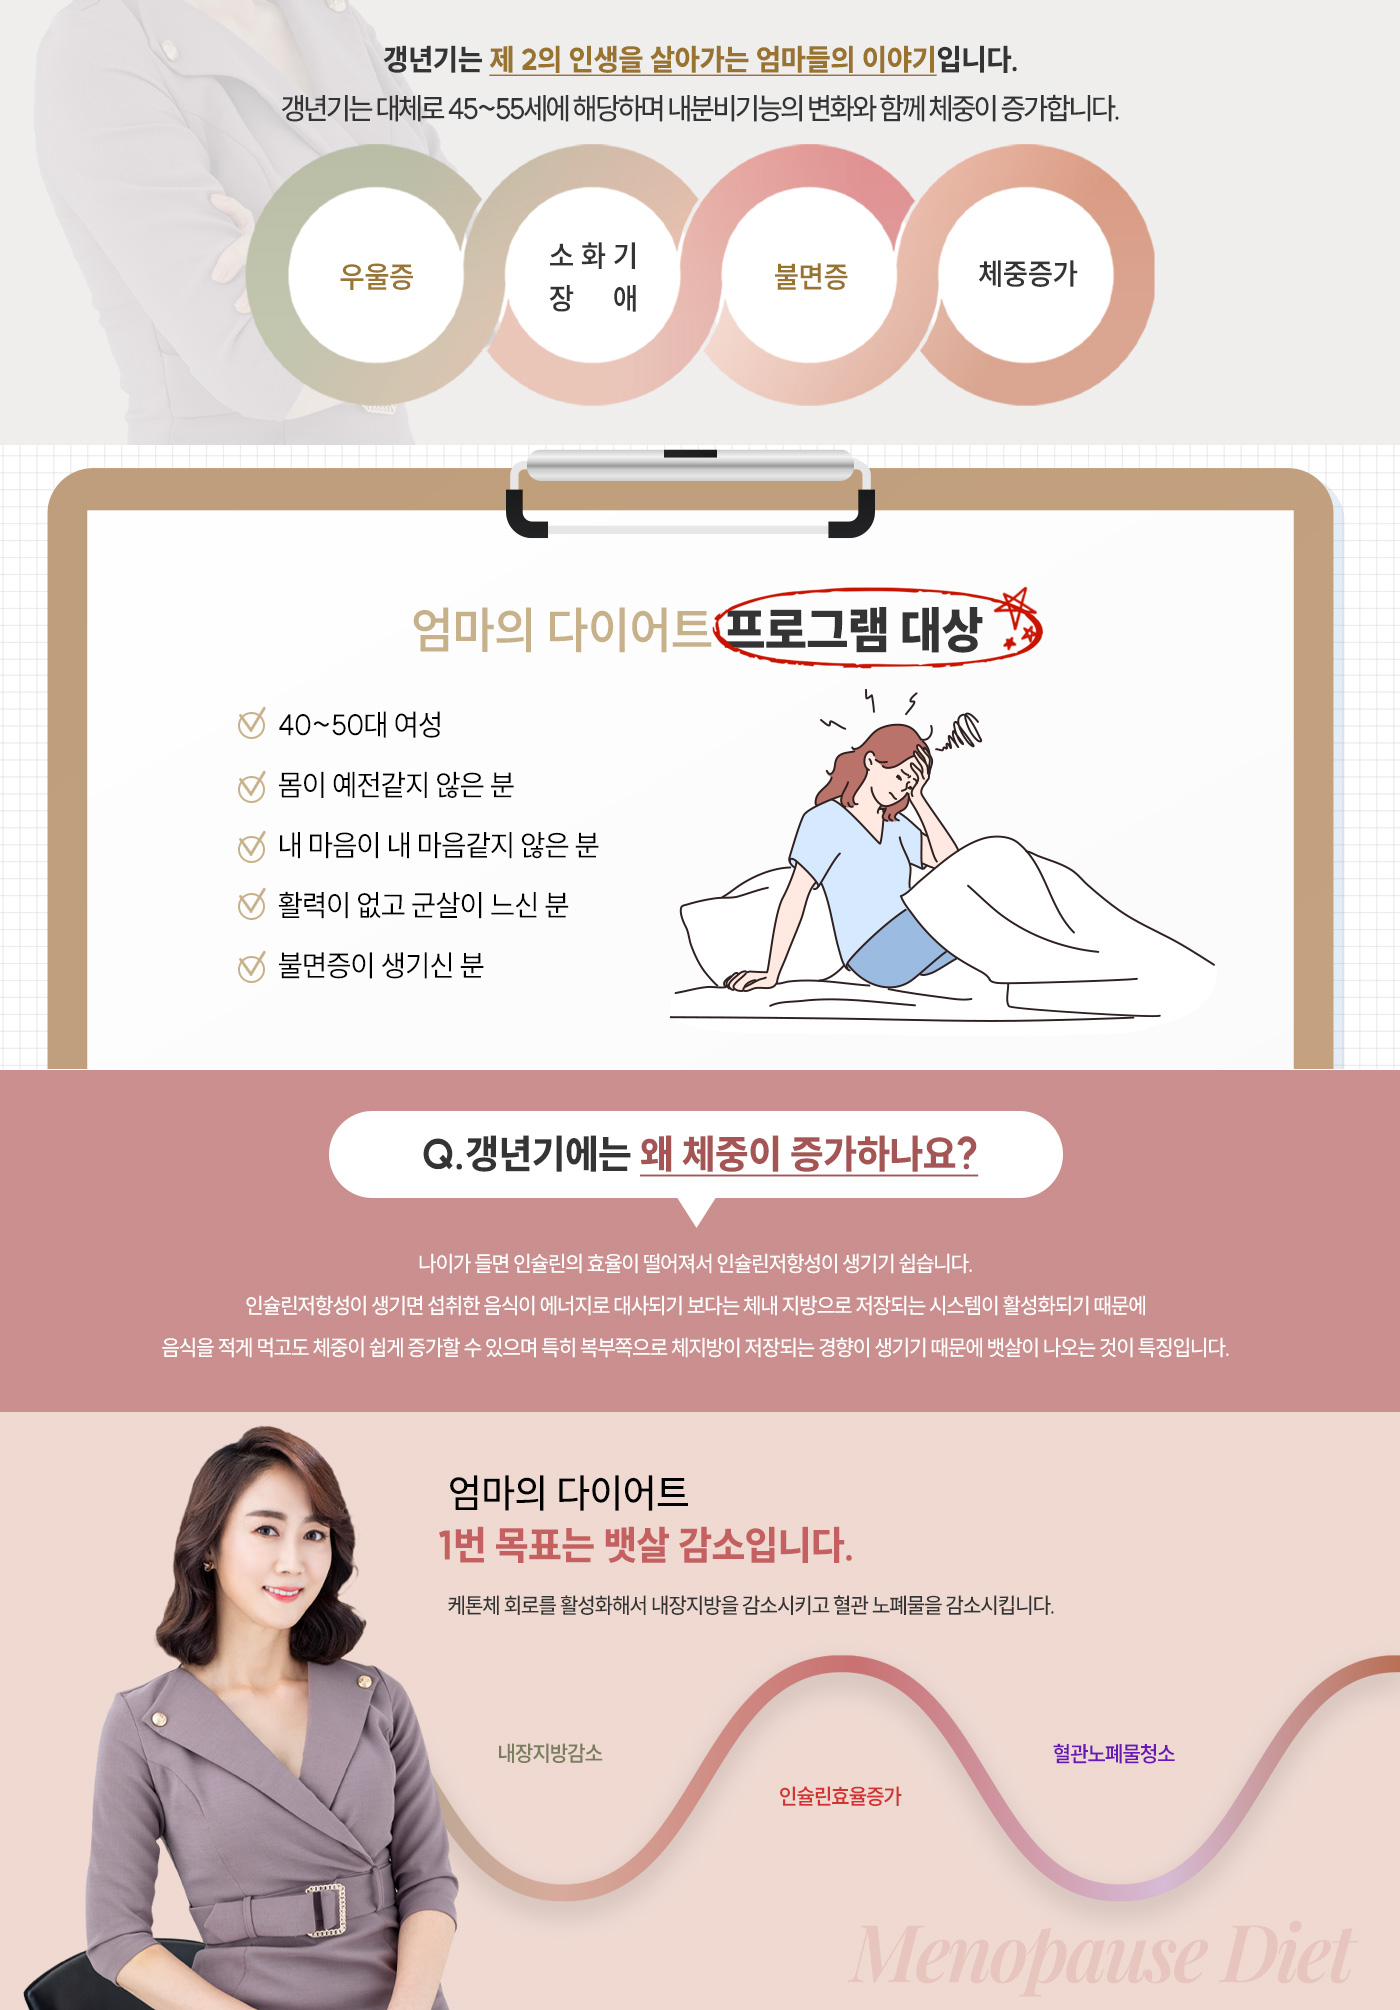 갱년기는 제 2의 인생을 살아가는 엄마들의 이야기입니다.
갱년기는 대체로 45~55세에 해당하며 내분비기능의 변화와 함께 체중이 증가합니다.
우울증
소 화 기
장 애
불면증
체중증가
엄마의 다이어트 프로그램 대상
40~50대 여성
몸이 예전같지 않은 분
내 마음이 내 마음같지 않은 분
활력이 없고 군살이 느신 분
불면증이 생기신 분
Q.갱년기에는 왜 체중이 증가하나요?
나이가 들면 인슐린의 효율이 떨어져서 인슐린저항성이 생기기 쉽습니다.
인슐린저항성이 생기면 섭취한 음식이 에너지로 대사되기 보다는 체내 지방으로 저장되는 시스템이 활성화되기 때문에
음식을 적게 먹고도 체중이 쉽게 증가할 수 있으며 특히 복부쪽으로 체지방이 저장되는 경향이 생기기 때문에 뱃살이 나오는 것이 특징입니다.
엄마의 다이어트
1번 목표는 뱃살 감소입니다.
케톤체 회로를 활성화해서 내장지방을 감소시키고 혈관 노폐물을 감소시킵니다.
내장지방감소
혈관노폐물청소
인슐린효율증가
Menopause Diet